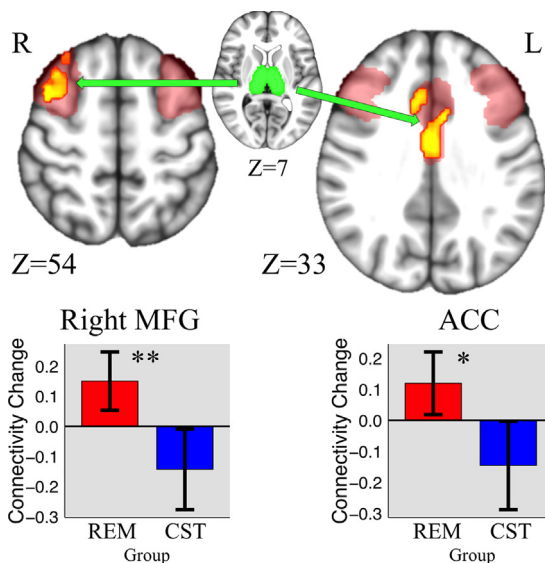 R
L
Z=7
Z=54
Z=33
Right MFG
ACC
Connectivity Change
0.2
0.1
0.0
−0.1
−0.2
−0.3
**
REM
CST
Group
Connectivity Change
0.2
0.1
0.0
−0.1
−0.2
−0.3
*
REM
CST
Group